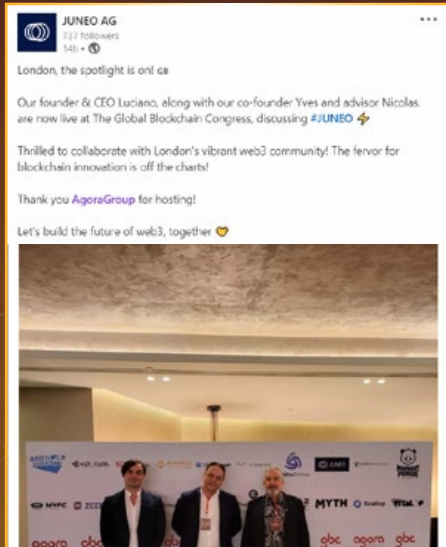 JUNEO AG
737 followers
14h •
London, the spotlight is on! GB
Our founder & CEO Luciano, along with our co-founder Yves and advisor Nicolas,
are now live at The Global Blockchain Congress, discussing #JUNEO
Thrilled to collaborate with London's vibrant web3 community! The fervor for
blockchain innovation is off the charts!
Thank you AgoraGroup for hosting!
Let's build the future of web3, together
JUNEO
MYFC
MYTH
agora gbc
gbc agora gbc